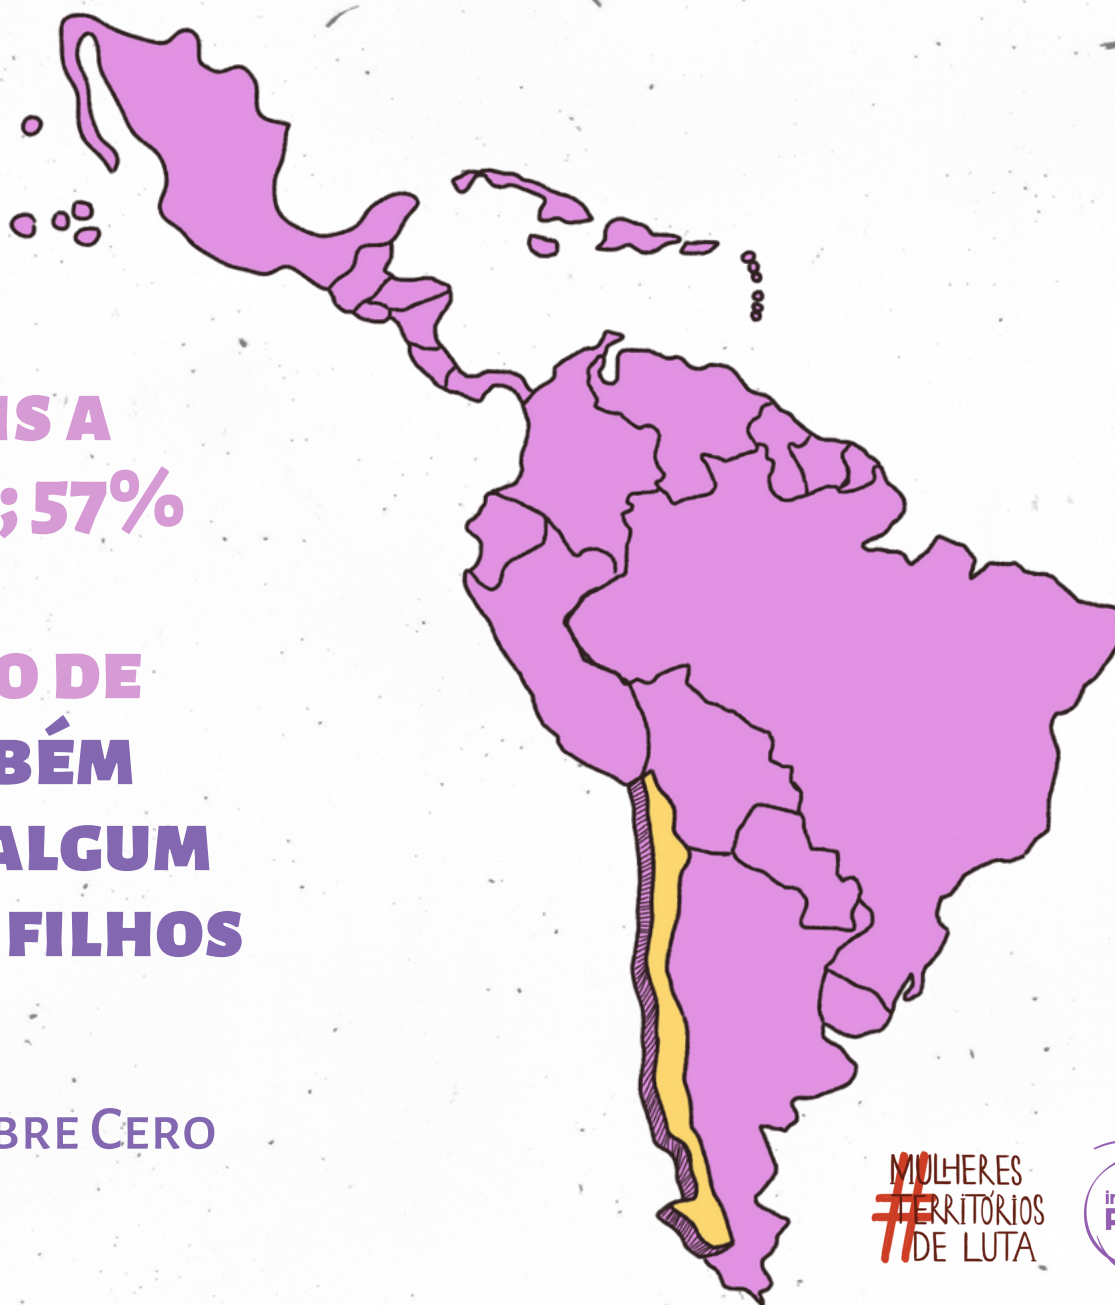 IS A
; 57%
O DE
BÉM
ALGUM
FILHOS
BRE CERO
#MULHERES
TERRITÓRIOS
DE LUTA